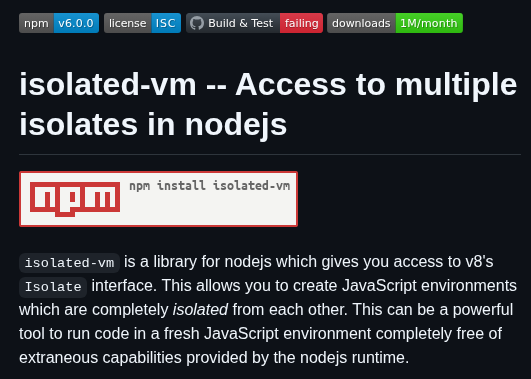 npm v6.0.0 license ISC Build & Test failing downloads 1M/month
isolated-vm -- Access to multiple
isolates in nodejs
npm npm install isolated-vm
isolated-vm is a library for nodejs which gives you access to v8's
Isolate interface. This allows you to create JavaScript environments
which are completely isolated from each other. This can be a powerful
tool to run code in a fresh JavaScript environment completely free of
extraneous capabilities provided by the nodejs runtime.